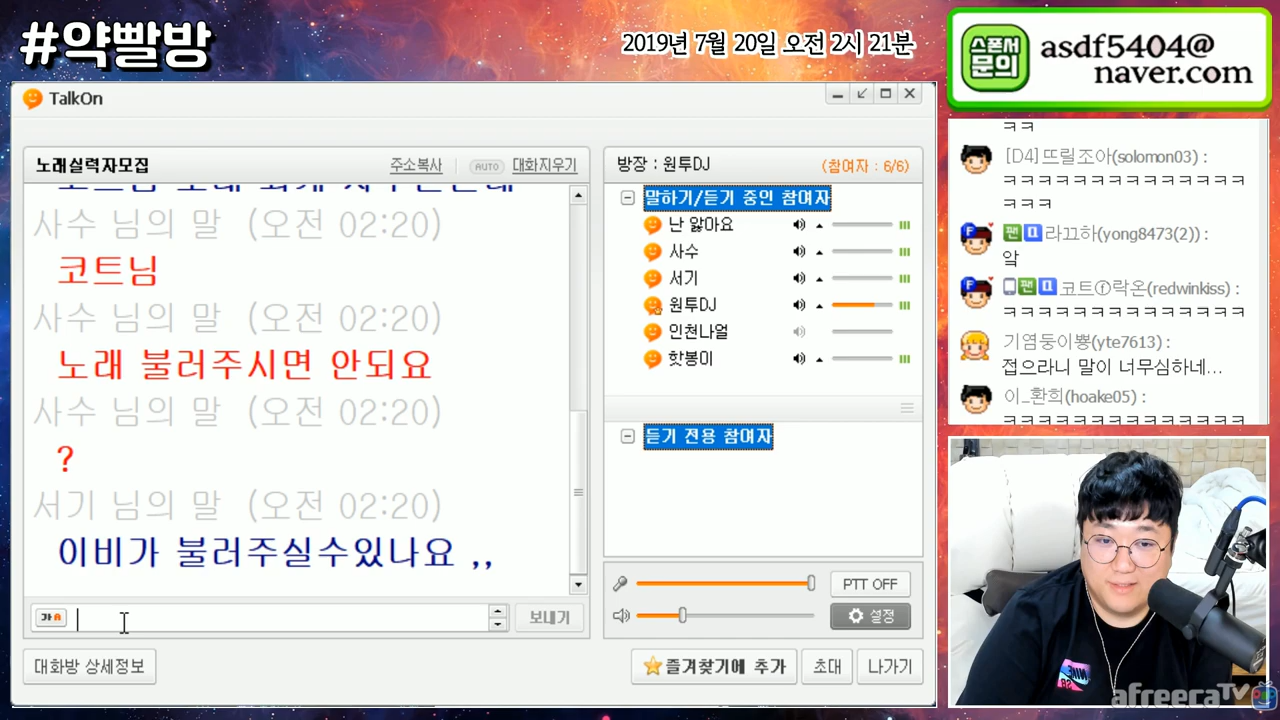 #약빨방
2019년 7월 20일 오전 2시 21분
스폰서
문의
asdf5404@
naver.com
TalkOn
노래실력자모집
주소복사
AUTO
대화지우기
사수 님의 말 (오전 02:20)
코트님
사수 님의 말 (오전 02:20)
노래 불러주시면 안되요
사수 님의 말 (오전 02:20)
?
서기 님의 말 (오전 02:20)
이비가 불러주실수있나요 ,,
가
보내기
대화방 상세정보
방장 : 원투DJ
(참여자 : 6/6)
말하기/듣기 중인 참여자
난 앓마요
사수
서기
원투DJ
인천나얼
핫봉이
듣기 전용 참여자
PTT OFF
설정
즐겨찾기에 추가
초대
나가기
ㅋㅋ
[D4]뜨릴조아(solomon03) :
ㅋㅋㅋㅋㅋㅋㅋㅋㅋㅋㅋㅋㅋ
ㅋㅋㅋ
F 팬 라끄하(yong8473(2)) :
앜
F 팬 코트ⓕ락온(redwinkiss) :
ㅋㅋㅋㅋㅋㅋㅋㅋㅋㅋㅋㅋㅋ
기염둥이뿅(yte7613) :
접으라니 말이 너무심하네...
이_환희(hoake05) :
ㅋㅋㅋㅋㅋㅋㅋㅋㅋㅋㅋㅋㅋ
NIKE
afreecaTV